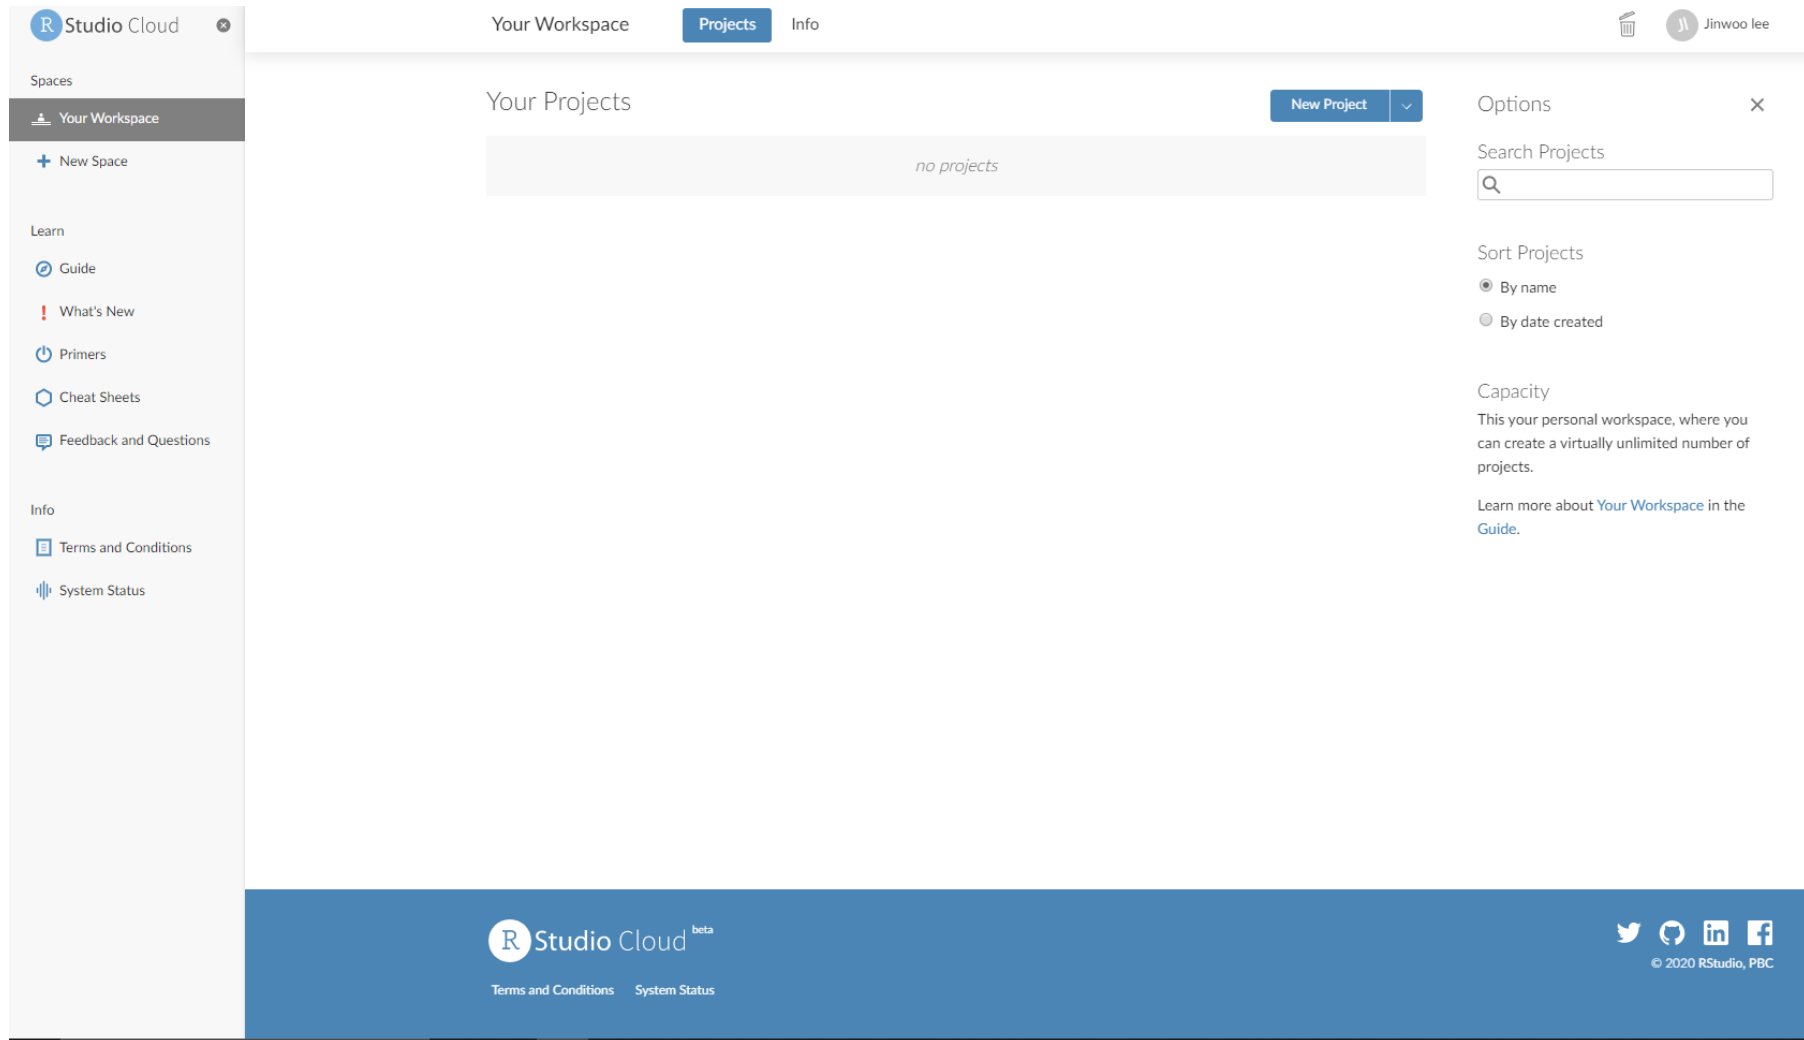 R Studio Cloud
Spaces
Your Workspace
New Space
Learn
Guide
What's New
Primers
Cheat Sheets
Feedback and Questions
Info
Terms and Conditions
System Status
Your Workspace Projects Info
JI Jinwoo lee
Your Projects
New Project
no projects
Options
Search Projects
Sort Projects
By name
By date created
Capacity
This your personal workspace, where you
can create a virtually unlimited number of
projects.
Learn more about Your Workspace in the
Guide.
R Studio Cloud beta
Terms and Conditions System Status
© 2020 RStudio, PBC